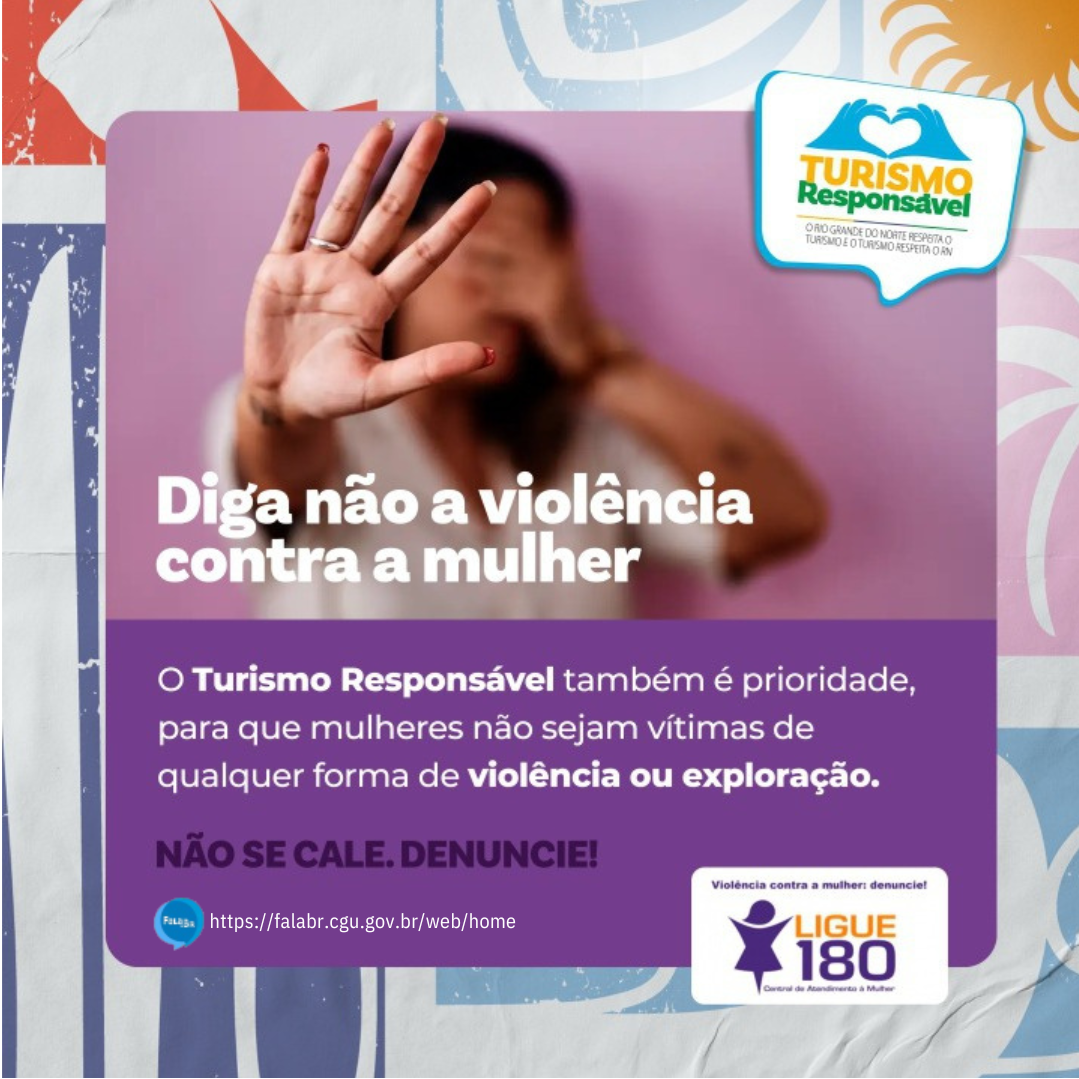 TURISMO
Responsável
O RIO GRANDE DO NORTE RESPEITA O
TURISMO E O TURISMO RESPEITA O RN
Diga não a violência
contra a mulher
O Turismo Responsável também é prioridade,
para que mulheres não sejam vítimas de
qualquer forma de violência ou exploração.
NÃO SE CALE. DENUNCIE!
FalaBr
https://falabr.cgu.gov.br/web/home
Violência contra a mulher: denuncie!
LIGUE
180
Central de Atendimento à Mulher